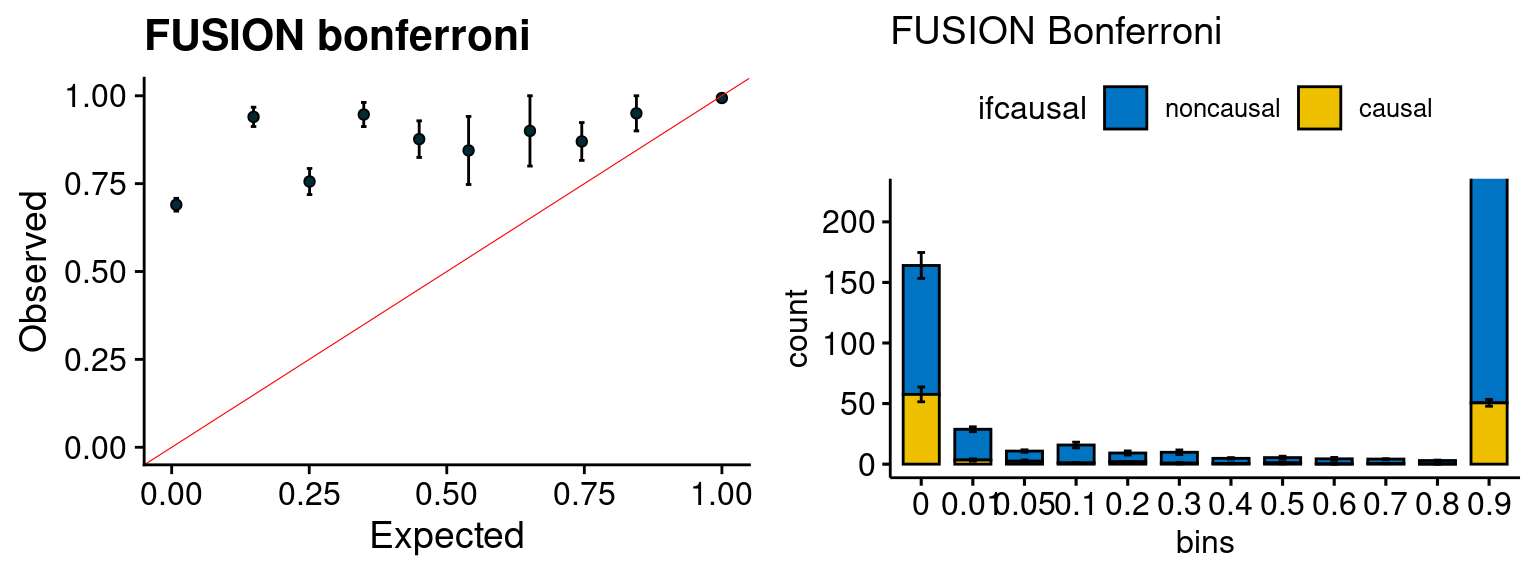 FUSION bonferroni
1.00
0.75
0.50
0.25
0.00
Observed
0.00 0.25 0.50 0.75 1.00
Expected
FUSION Bonferroni
ifcausal noncausal causal
200
150
100
50
0
count
0 0.01 0.05 0.1 0.2 0.3 0.4 0.5 0.6 0.7 0.8 0.9
bins